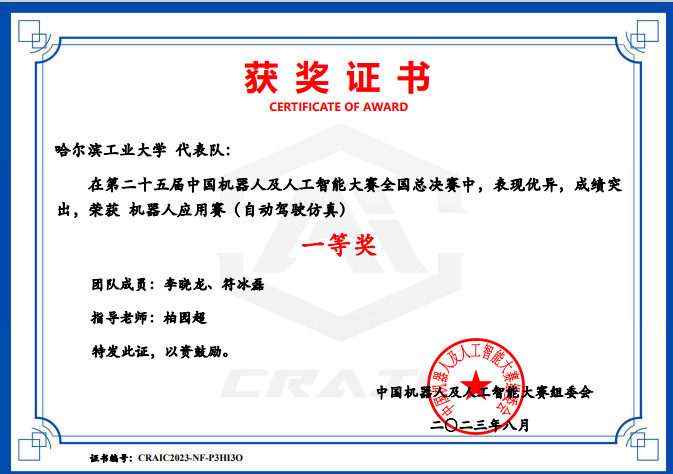 获奖证书
CERTIFICATE OF AWARD
哈尔滨工业大学 代表队：
在第二十五届中国机器人及人工智能大赛全国总决赛中，表现优异，成绩突
出，荣获 机器人应用赛（自动驾驶仿真）
一等奖
团队成员：李晓龙、符冰磊
指导老师：柏园超
特发此证，以资鼓励。
CRAIC
中国机器人及人工智能大赛组委会
中国机器人及人工智能大赛组委会
二〇二三年八月
证书编号：CRAIC2023-NF-P3HI3O